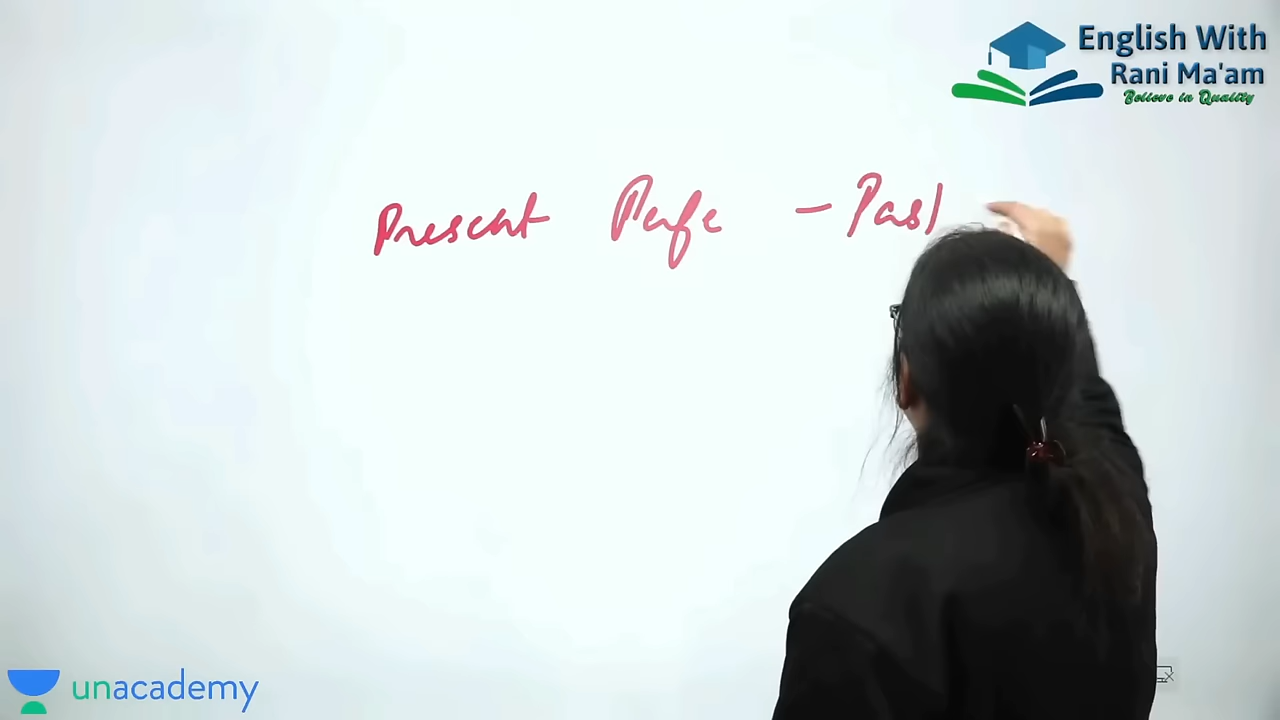 English With
Rani Ma'am
Believe in Quality
Present Perfe - Past
unacademy